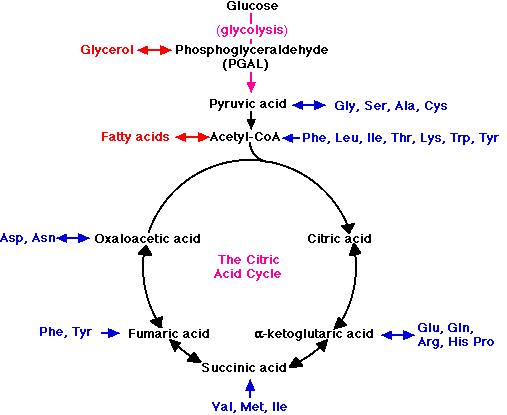 Glucose
(glycolysis)
Glycerol Phosphoglyceraldehyde
(PGAL)
Pyruvic acid Gly, Ser, Ala, Cys
Fatty acids Acetyl-CoA Phe, Leu, Ile, Thr, Lys, Trp, Tyr
Asp, Asn Oxaloacetic acid Citric acid
The Citric
Acid Cycle
Phe, Tyr Fumaric acid α-ketoglutaric acid Glu, Gln,
Arg, His Pro
Succinic acid
Val, Met, Ile